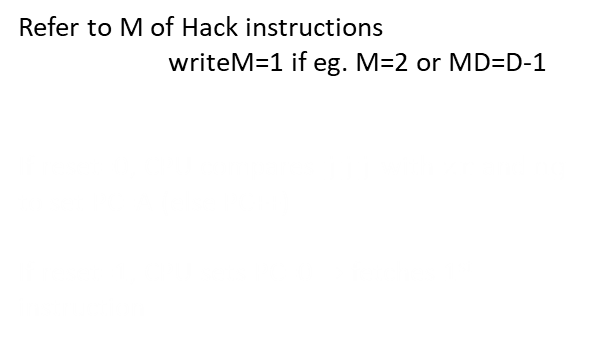 Refer to M of Hack instructions
writeM=1 if eg. M=2 or MD=D-1